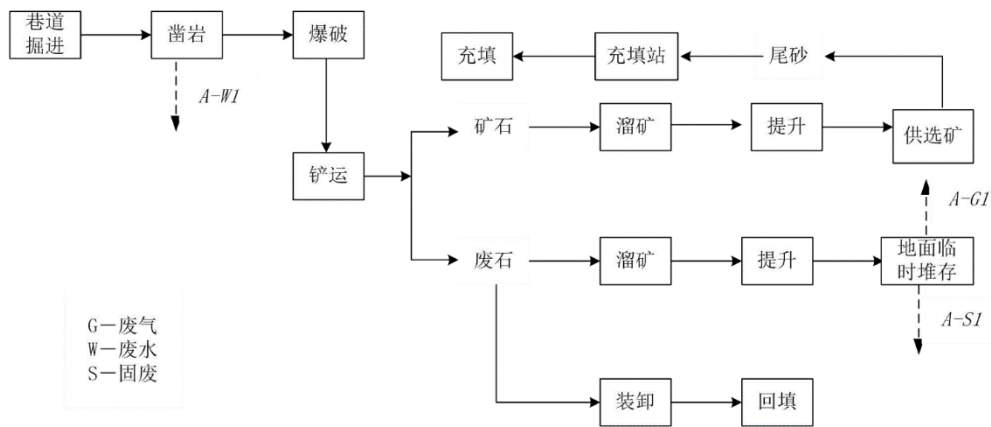 巷道
掘进
凿岩
爆破
A-W1
充填
充填站
尾砂
矿石
溜矿
提升
供选矿
铲运
A-G1
废石
溜矿
提升
地面临
时堆存
A-S1
G—废气
W—废水
S—固废
装卸
回填